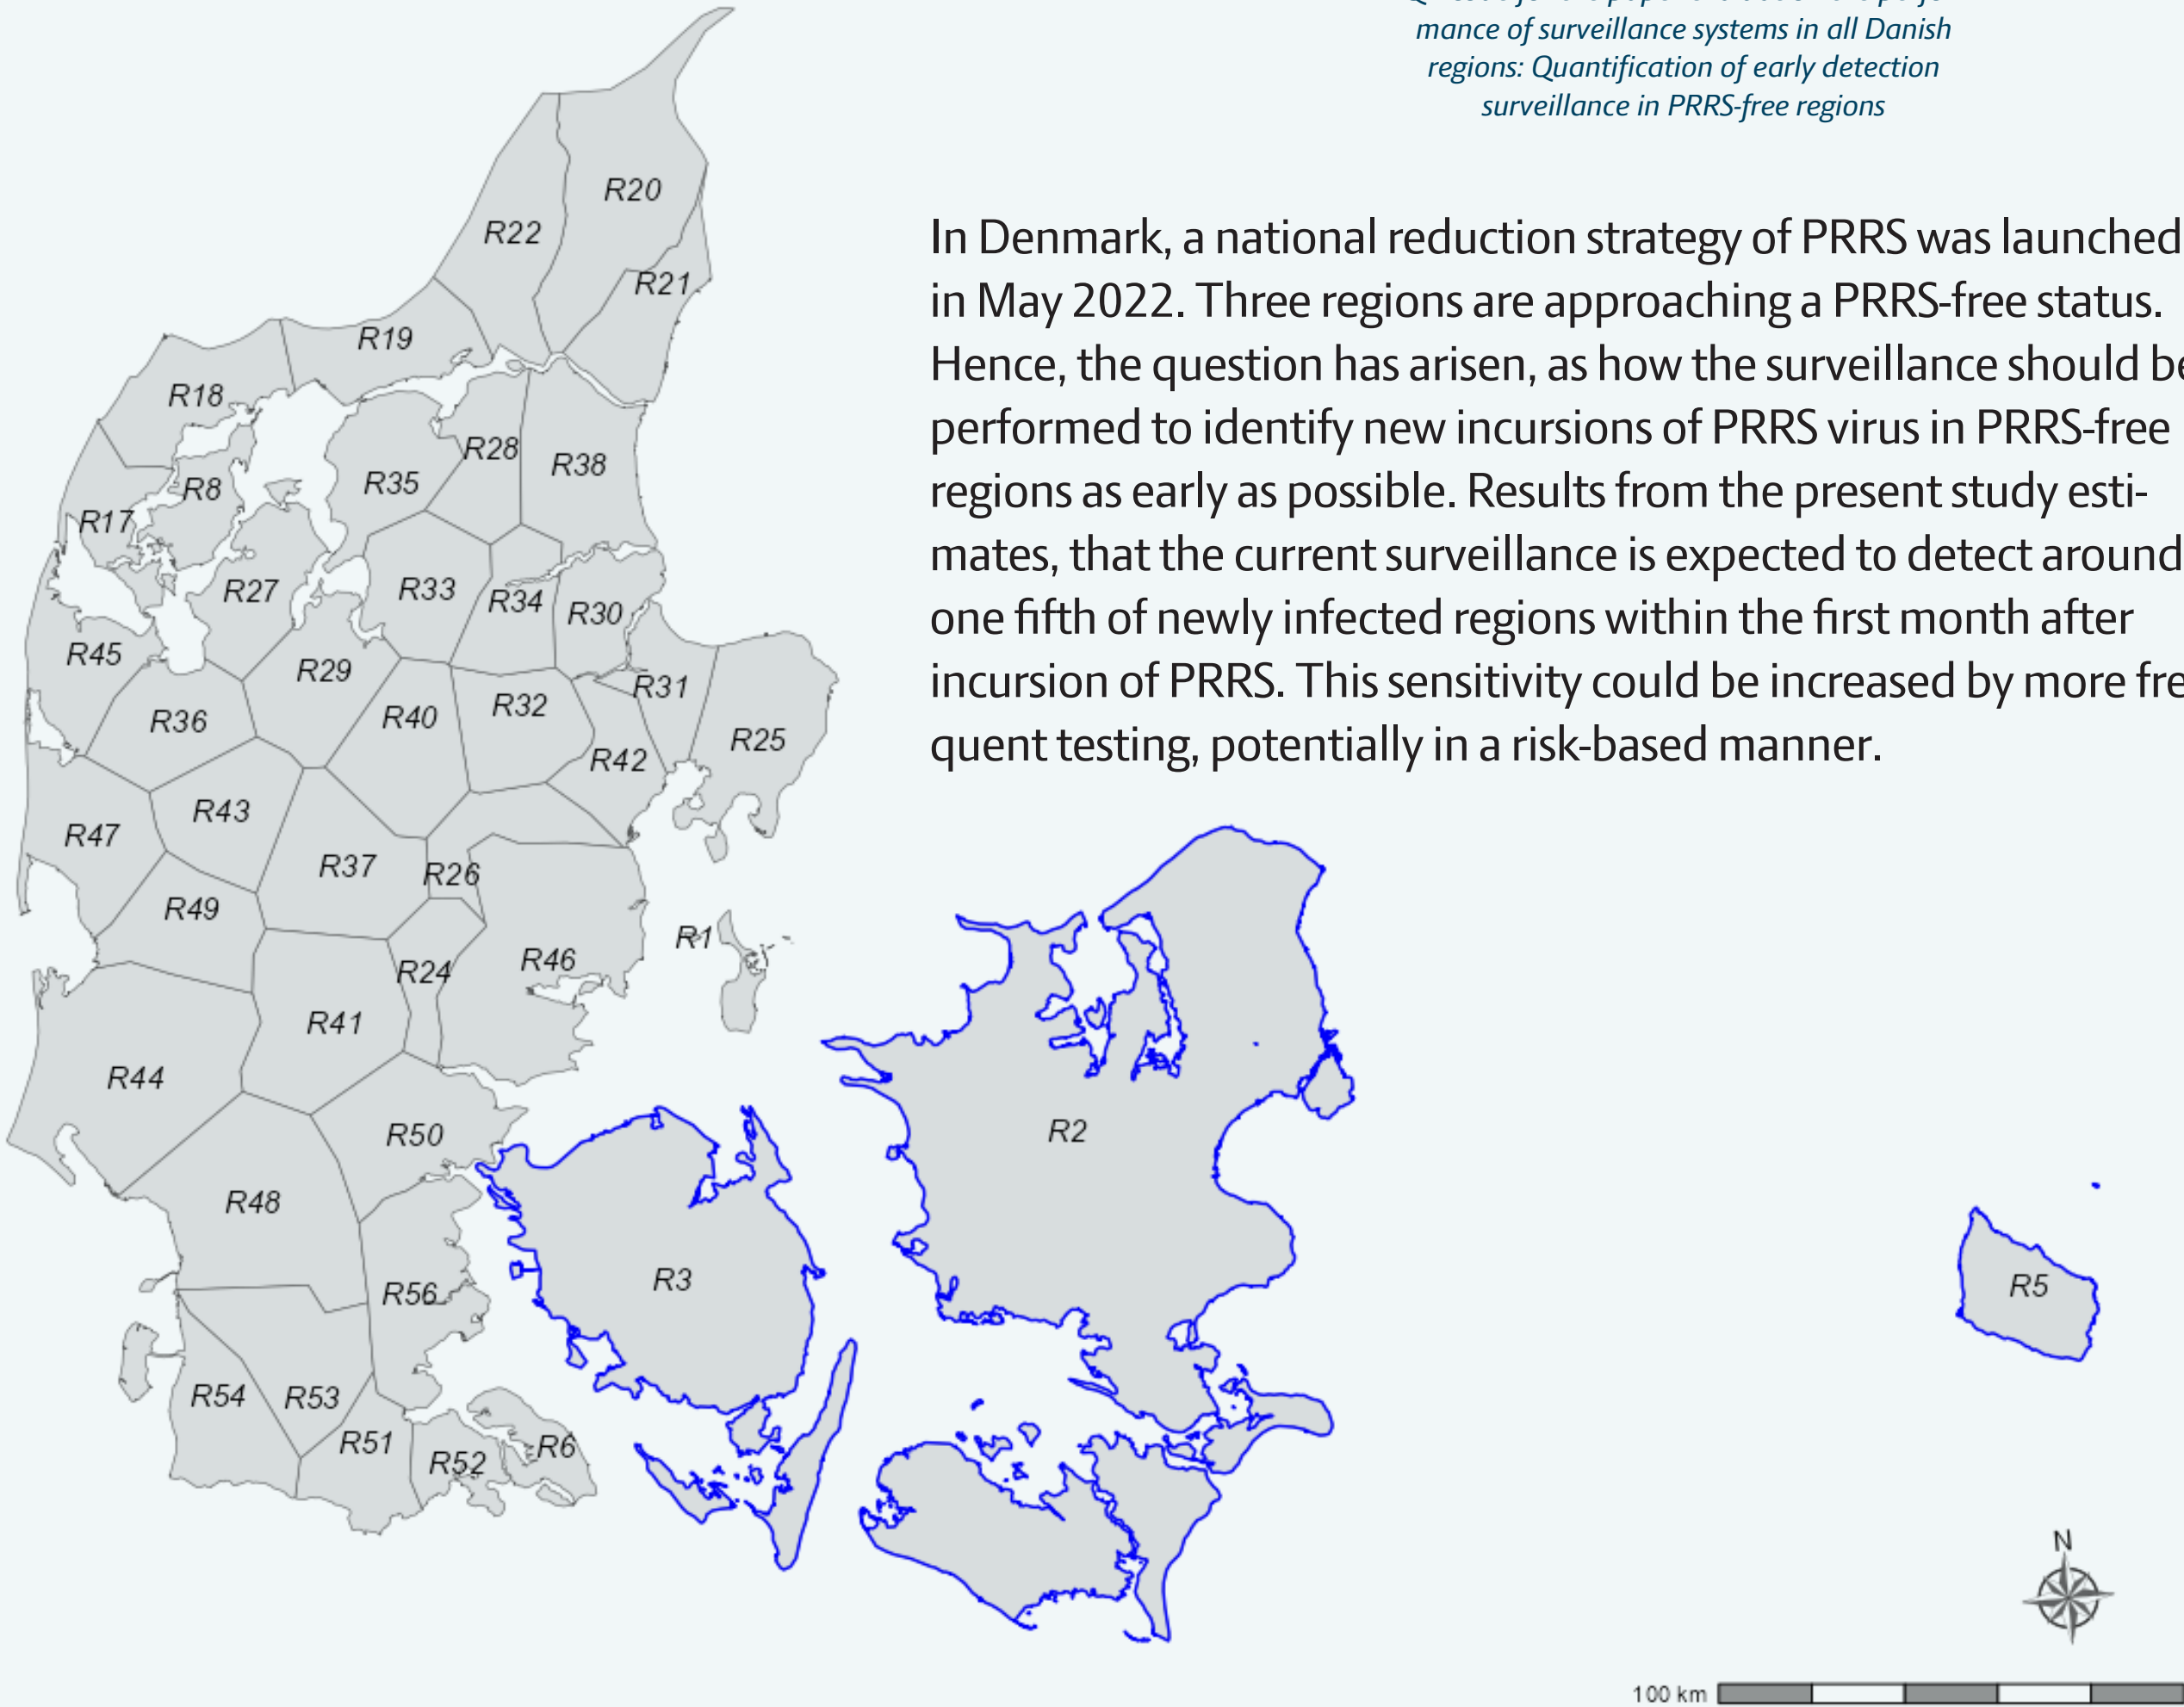 mance of surveillance systems in all Danish
regions: Quantification of early detection
surveillance in PRRS-free regions
In Denmark, a national reduction strategy of PRRS was launched
in May 2022. Three regions are approaching a PRRS-free status.
Hence, the question has arisen, as how the surveillance should be
performed to identify new incursions of PRRS virus in PRRS-free
regions as early as possible. Results from the present study esti-
mates, that the current surveillance is expected to detect around
one fifth of newly infected regions within the first month after
incursion of PRRS. This sensitivity could be increased by more fre
quent testing, potentially in a risk-based manner.
R20
R22
R21
R19
R18
R28
R38
R35
R8
R17
R27
R33
R34
R30
R45
R29
R31
R36
R40
R32
R25
R42
R43
R47
R37
R26
R49
R1
R46
R24
R41
R44
R50
R2
R48
R3
R5
R56
R54
R53
R51
R6
R52
N
100 km